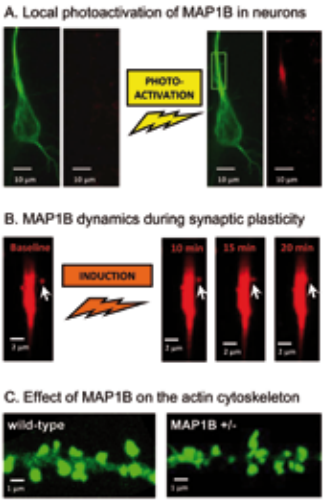 A. Local photoactivation of MAP1B in neurons
PHOTO-
ACTIVATION
10 µm
10 µm
10 µm
10 µm
B. MAP1B dynamics during synaptic plasticity
Baseline
INDUCTION
10 min
15 min
20 min
2 µm
2 µm
2 µm
2 µm
C. Effect of MAP1B on the actin cytoskeleton
wild-type
MAP1B +/-
1 µm
1 µm